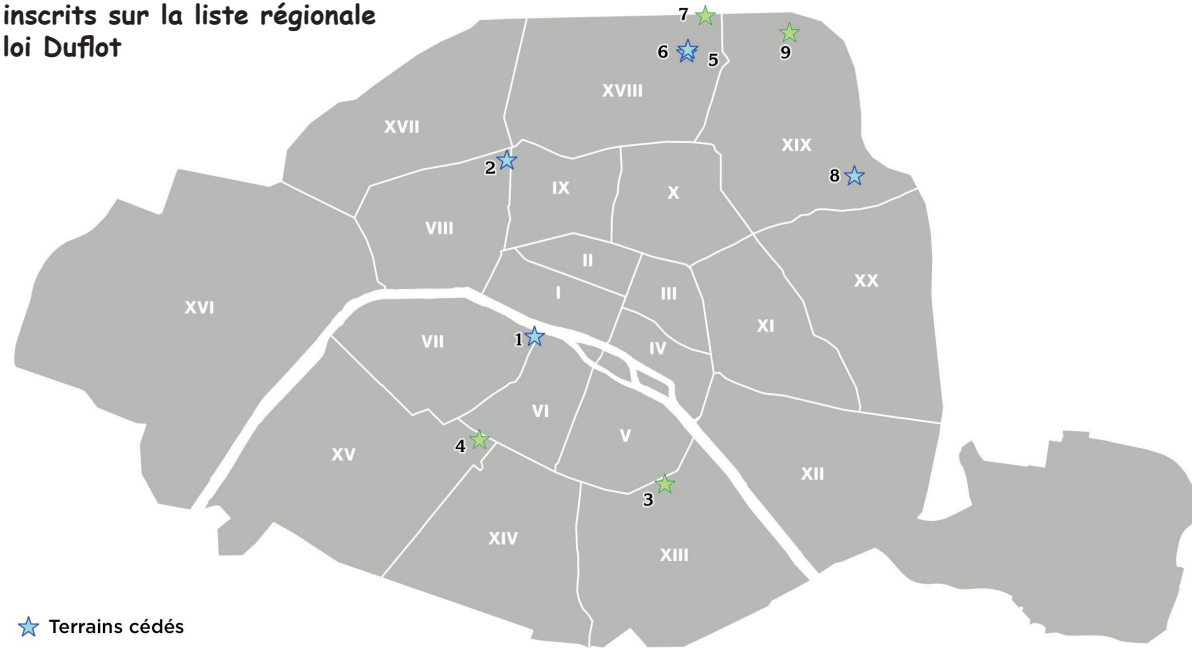 inscrits sur la liste régionale
loi Duflot
7
6
5
9
XVIII
XVII
XIX
2
8
IX
X
VIII
II
XX
I
III
XVI
XI
1
VII
IV
VI
V
4
XV
XII
3
XIV
XIII
Terrains cédés